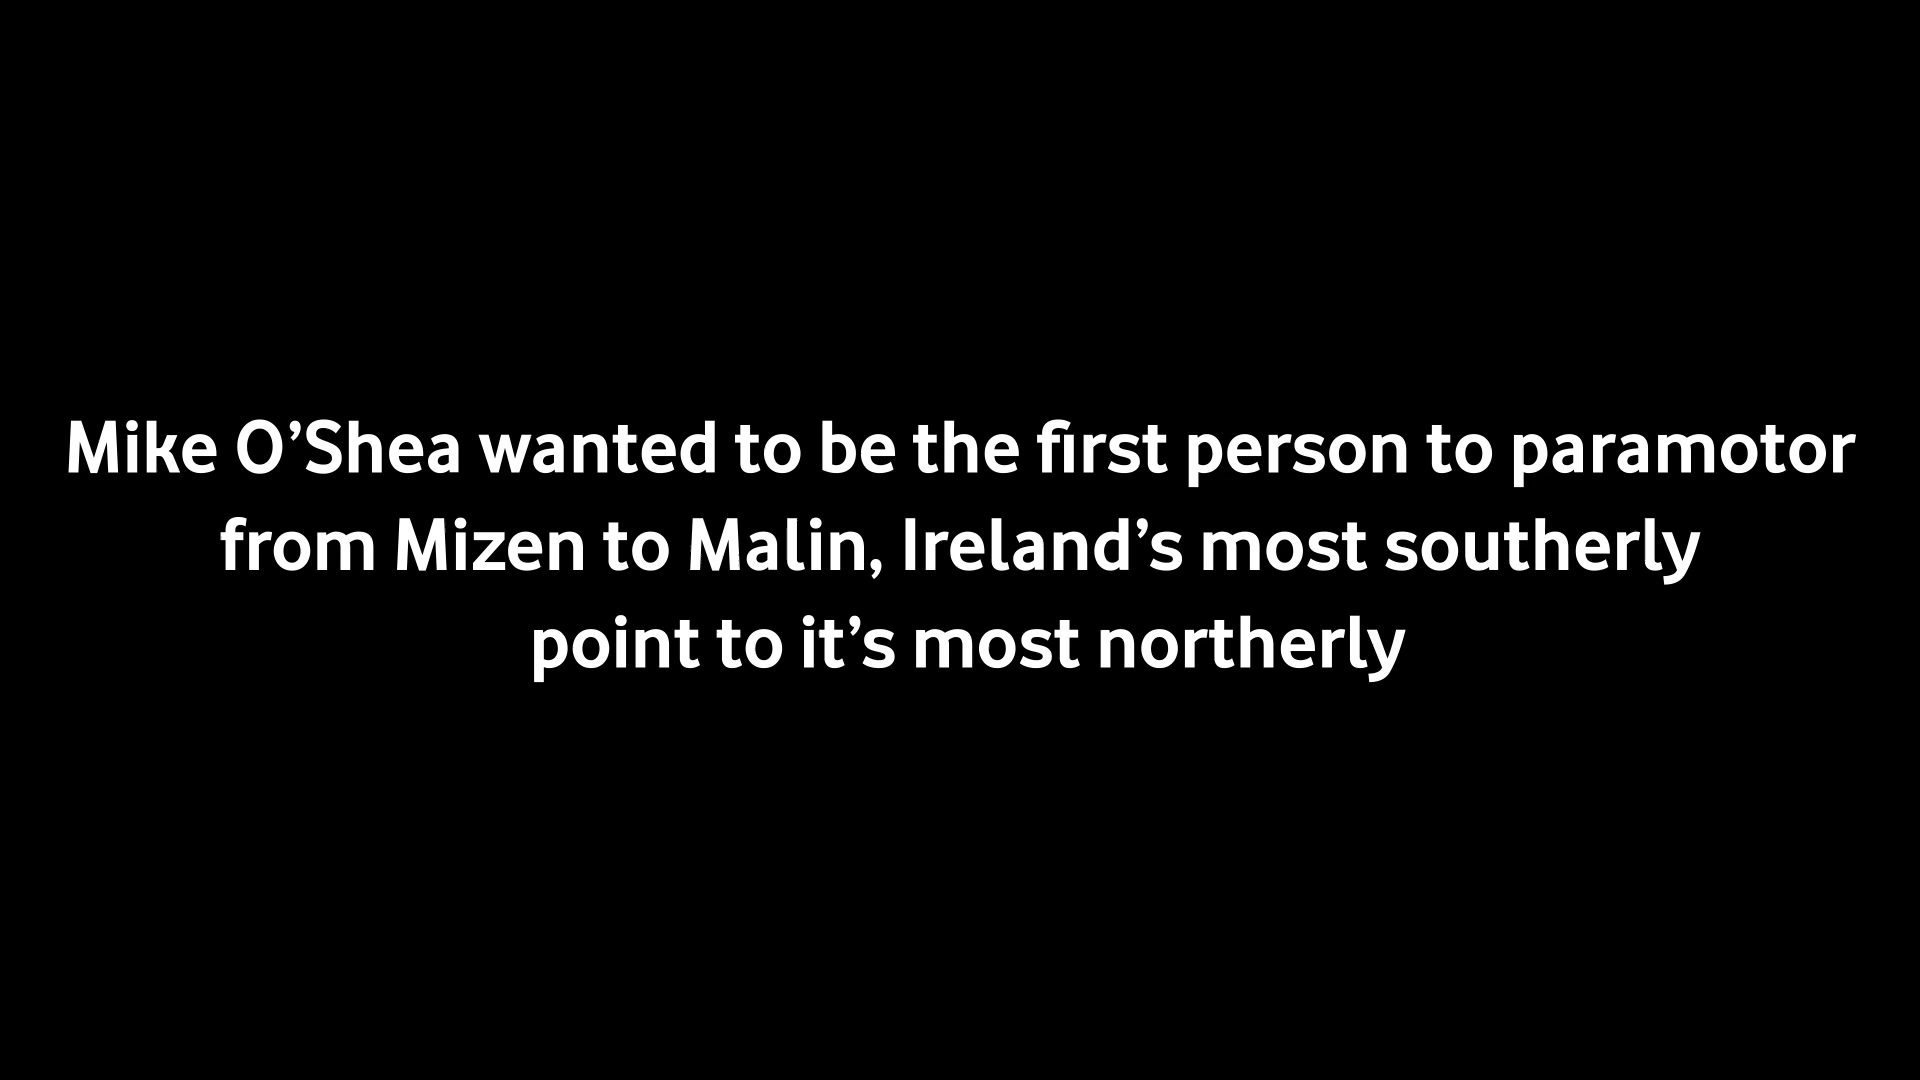 Mike O’Shea wanted to be the first person to paramotor
from Mizen to Malin, Ireland’s most southerly
point to it’s most northerly